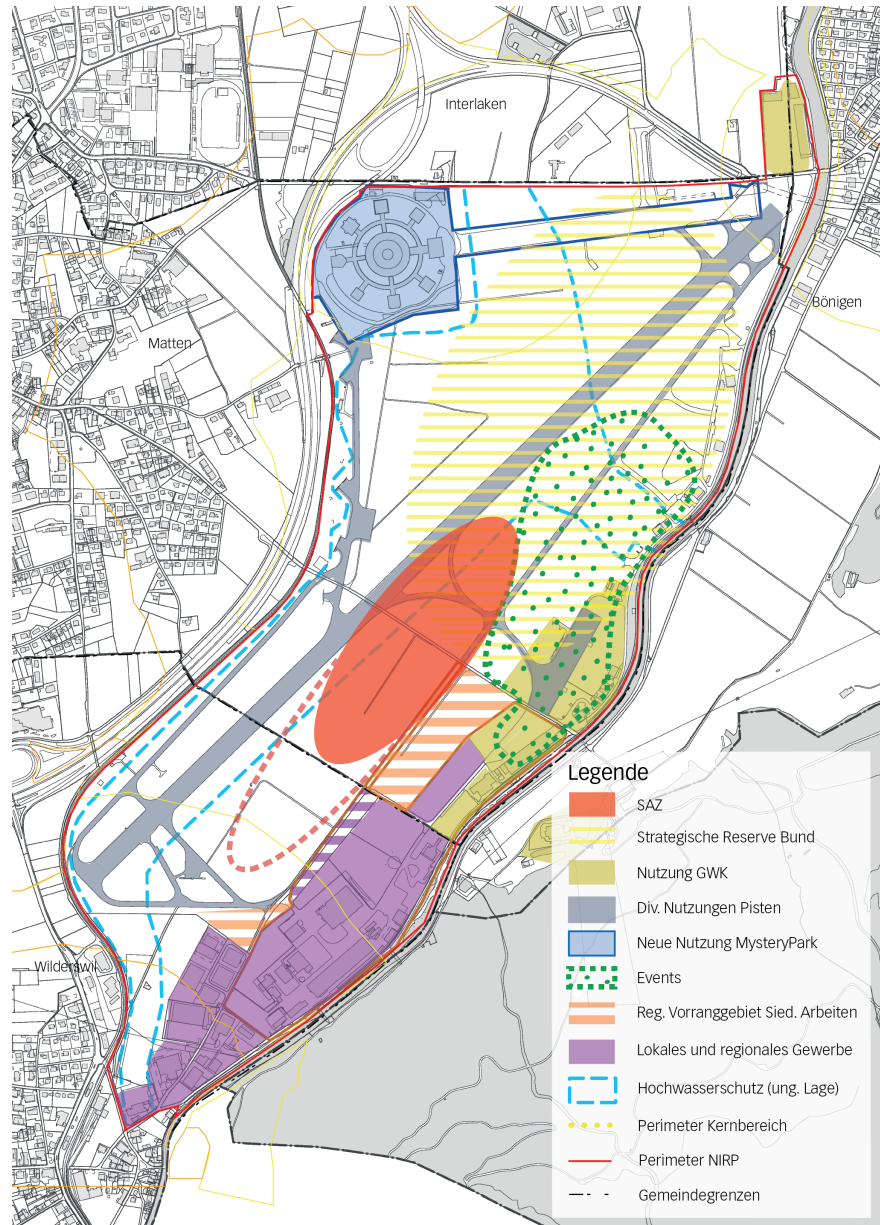 Interlaken
Bönigen
Matten
Wilderswil
Legende
SAZ
Strategische Reserve Bund
Nutzung GWK
Div. Nutzungen Pisten
Neue Nutzung MysteryPark
Events
Reg. Vorranggebiet Sied. Arbeiten
Lokales und regionales Gewerbe
Hochwasserschutz (ung. Lage)
Perimeter Kernbereich
Perimeter NIRP
Gemeindegrenzen